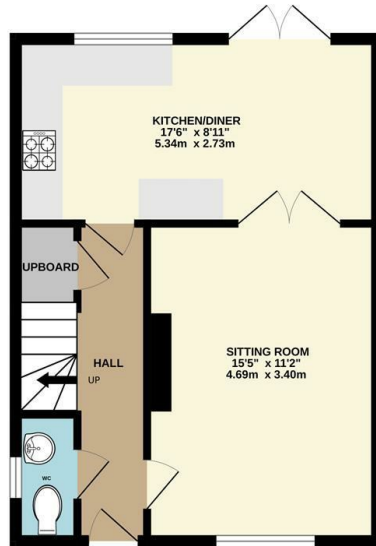 KITCHEN/DINER
17'6" x 8'11"
5.34m x 2.73m
UPBOARD
HALL
UP
SITTING ROOM
15'5" x 11'2"
4.69m x 3.40m
WC